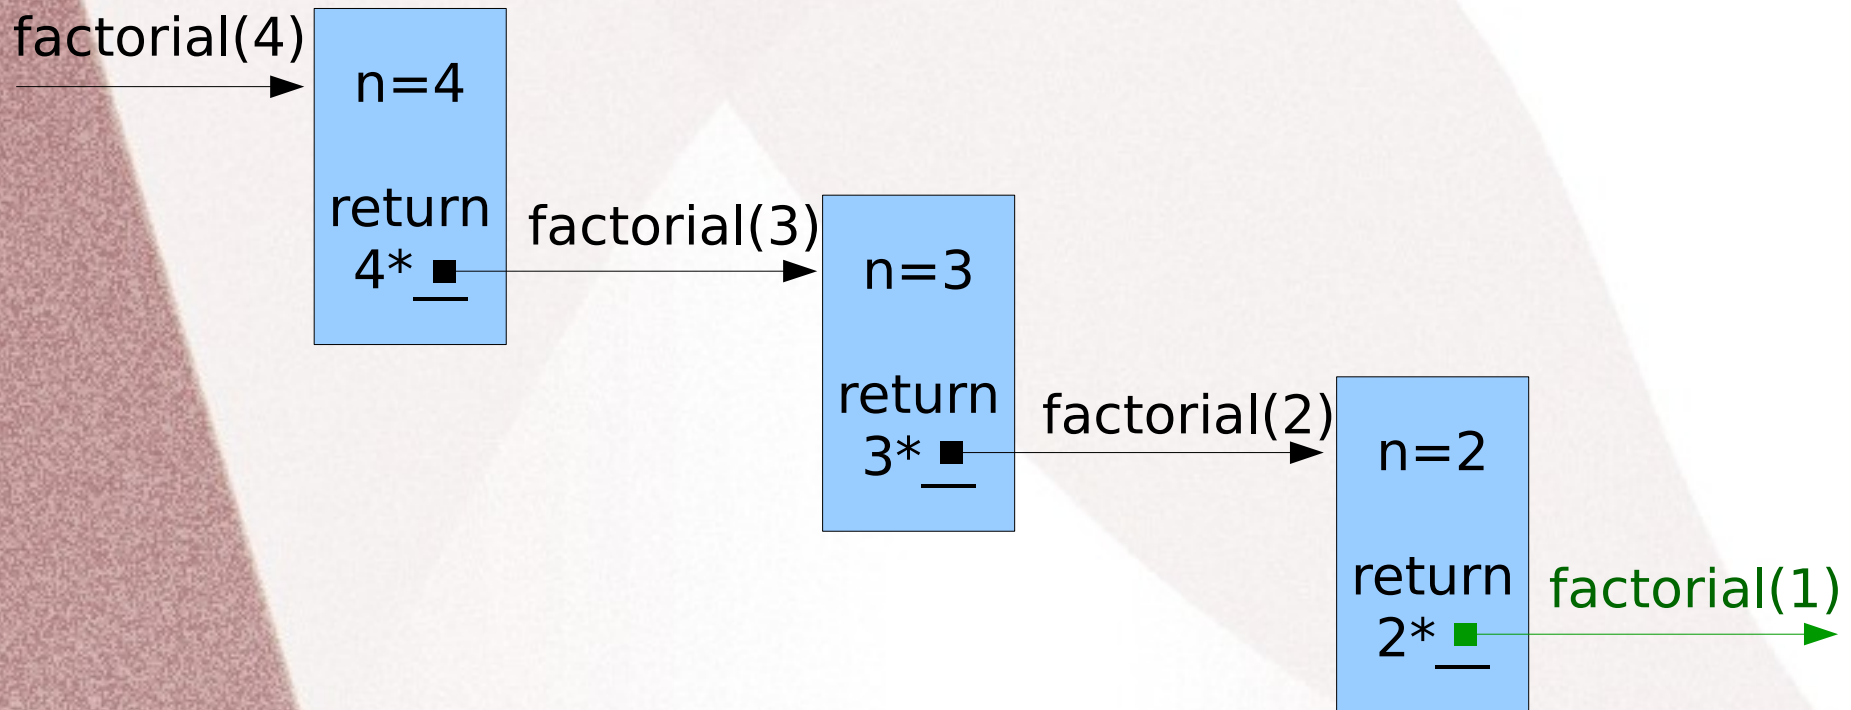 factorial(4)
n=4
return
4*
factorial(3)
n=3
return
3*
factorial(2)
n=2
return
2*
factorial(1)